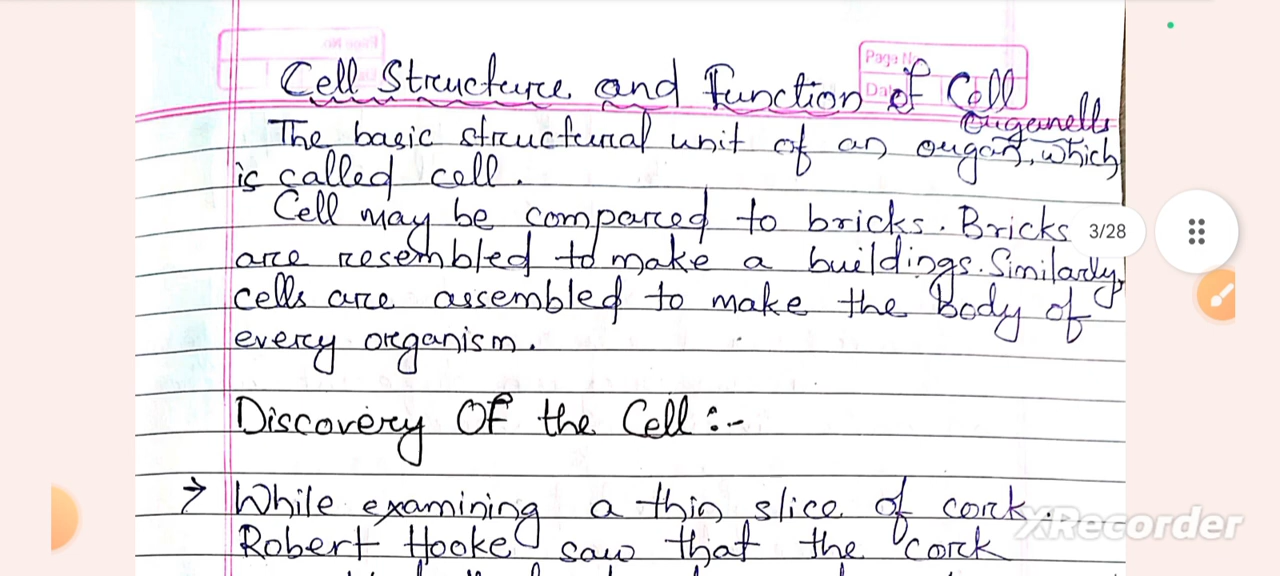 Page N
Cell Structure and Function of Cell
organells
The basic structural unit of an organ, which
is called cell.
Cell may be compared to bricks. Bricks
are resembled to make a buildings. Similarly,
cells are assembled to make the body of
every organism.
3/28
Discovery Of the Cell :-
→ While examining a thin slice of cork.
Robert Hooke saw that the cork
XRecorder